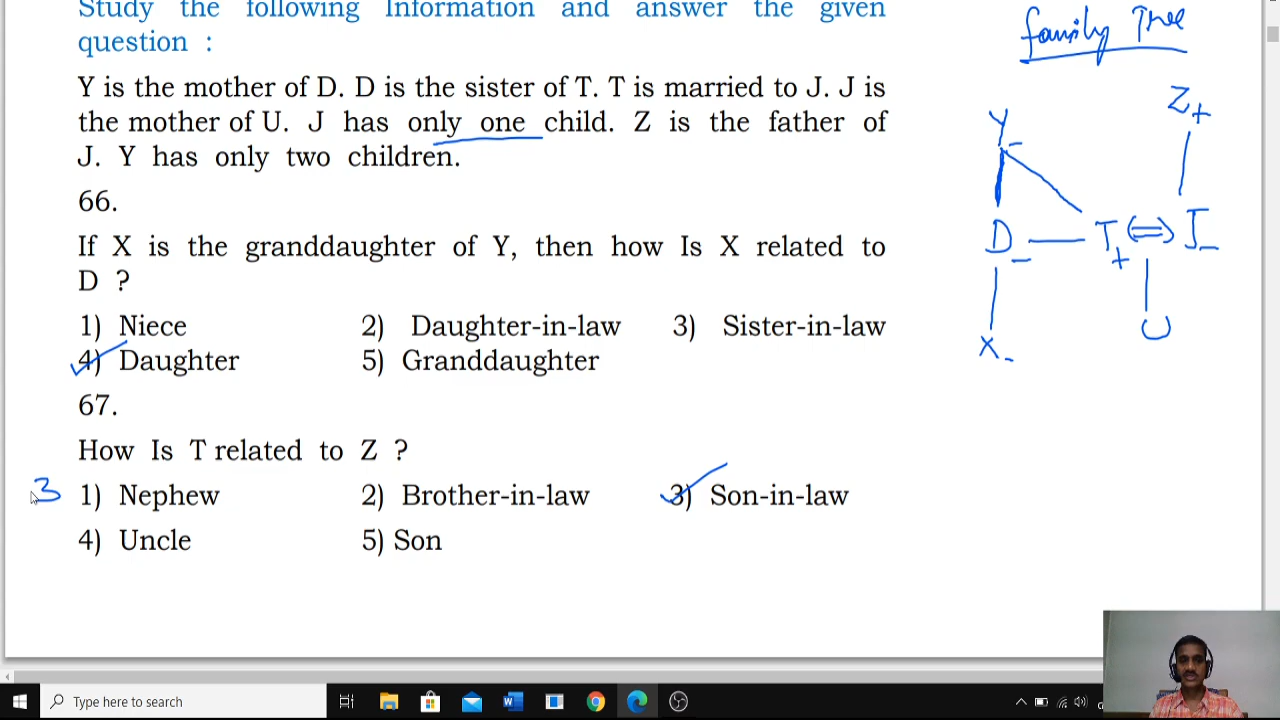 Study the following Information and answer the given
question :
Y is the mother of D. D is the sister of T. T is married to J. J is
the mother of U. J has only one child. Z is the father of
J. Y has only two children.
66.
If X is the granddaughter of Y, then how Is X related to
D ?
1) Niece 2) Daughter-in-law 3) Sister-in-law
4) Daughter 5) Granddaughter
67.
How Is T related to Z ?
3 1) Nephew 2) Brother-in-law 3) Son-in-law
4) Uncle 5) Son
family Tree
Z+
Y-
D- T+ J-
X- U
Type here to search